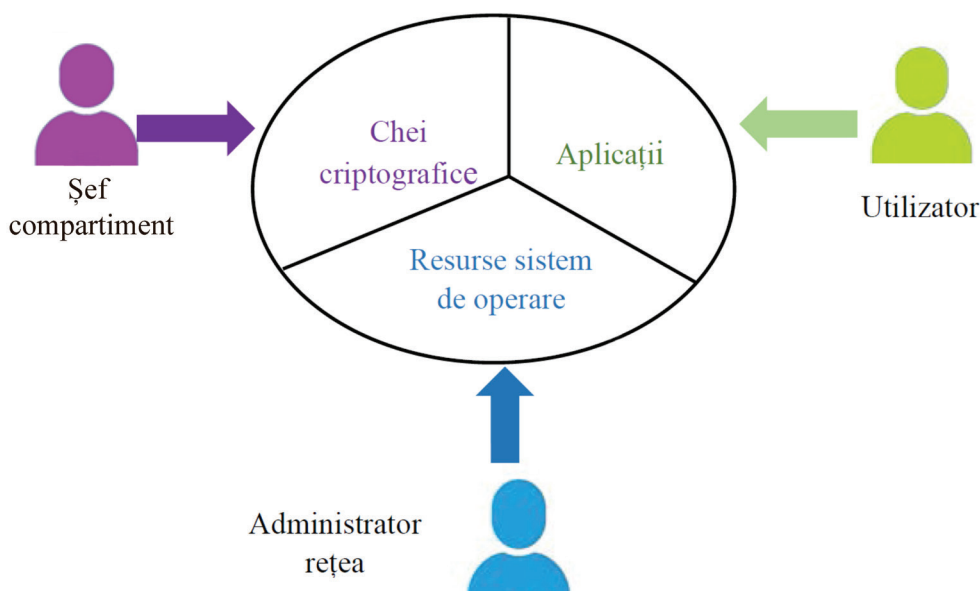 Chei
criptografice
Aplicații
Șef
compartiment
Utilizator
Resurse sistem
de operare
Administrator
rețea